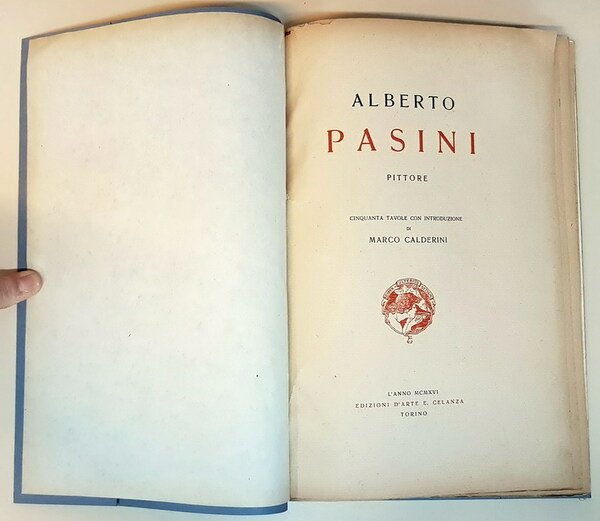 ALBERTO
PASINI
PITTORE
CINQUANTA TAVOLE CON INTRODUZIONE
DI
MARCO CALDERINI
L'ANNO MCMXVI
EDIZIONI D'ARTE E. CELANZA
TORINO